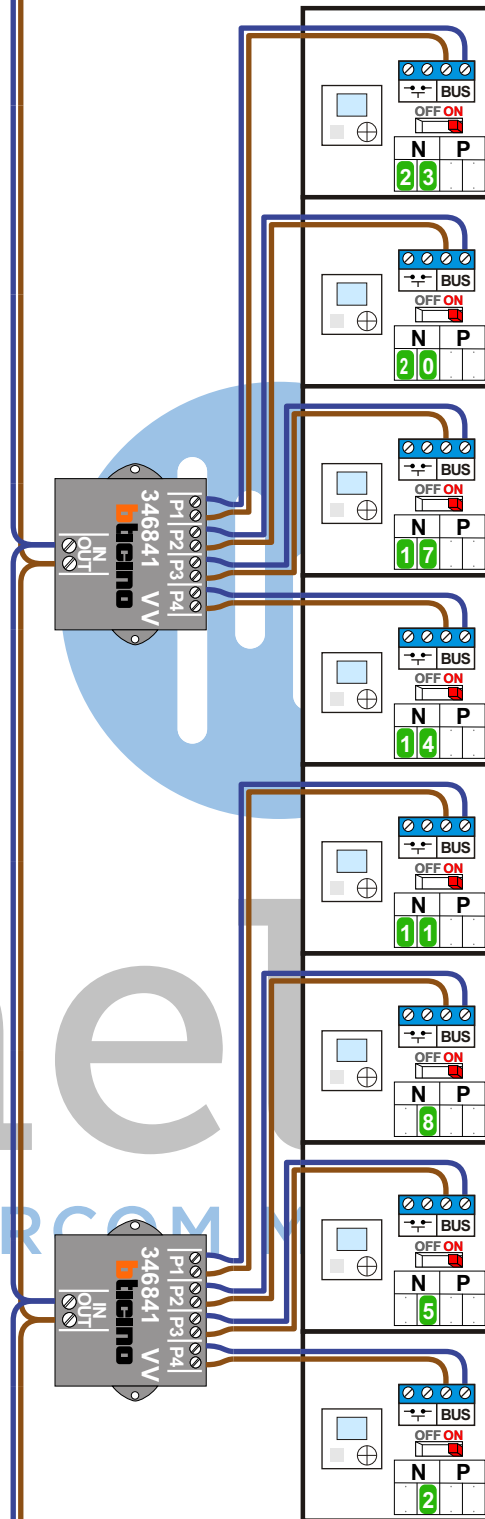 BUS
OFF ON
N P
2 3
BUS
OFF ON
N P
2 0
BUS
OFF ON
N P
1 7
346841
bticino
VV
IN
OUT
P1 P2 P3 P4
BUS
OFF ON
N P
1 4
BUS
OFF ON
N P
1 1
BUS
OFF ON
N P
8
BUS
OFF ON
N P
5
346841
bticino
VV
IN
OUT
P1 P2 P3 P4
BUS
OFF ON
N P
2
nel
RCOM M